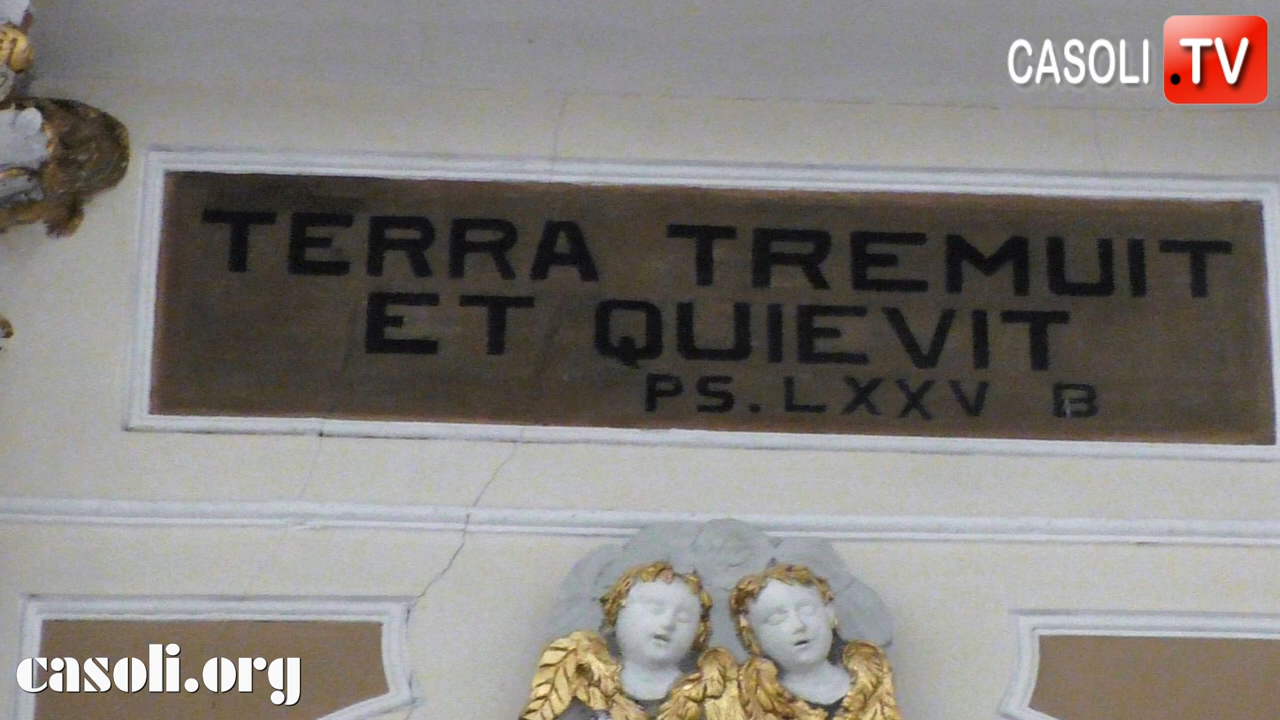 CASOLI .TV
TERRA TREMUIT
ET QUIEVIT
PS. LXXV B
casoli.org